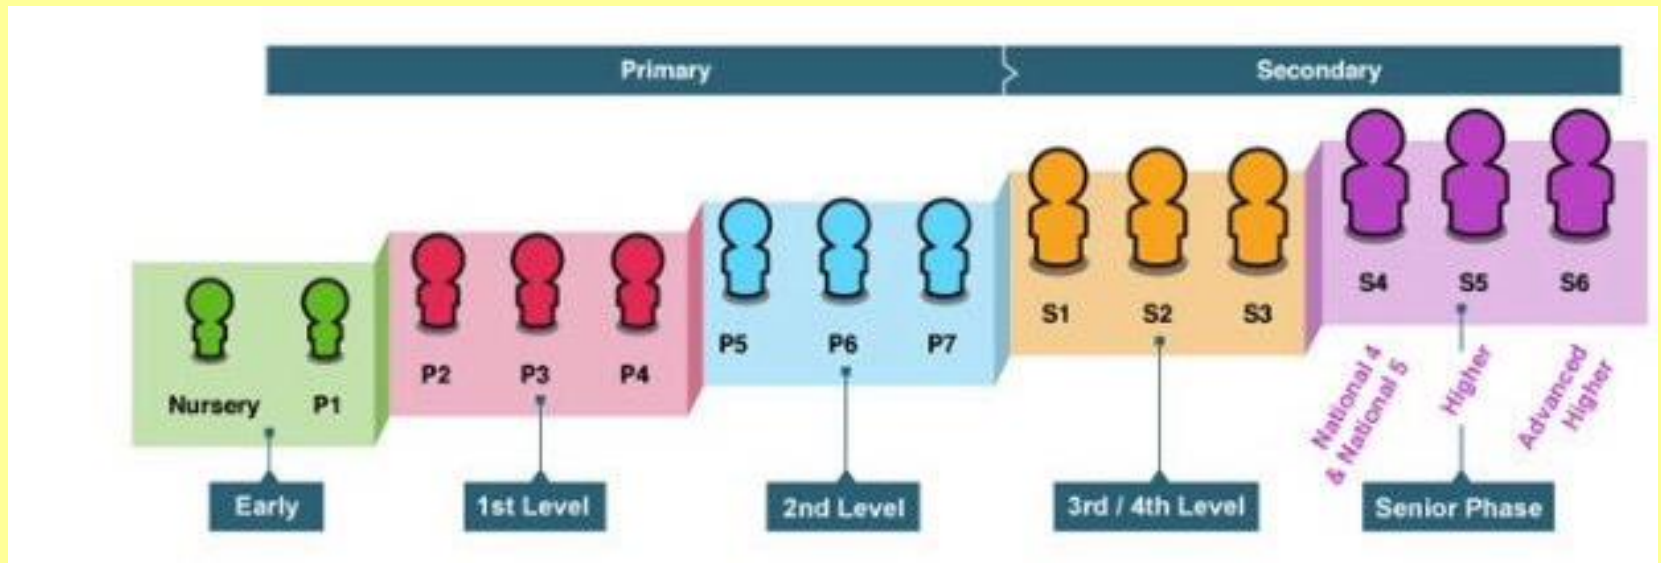 Primary
Secondary
Nursery
P1
P2
P3
P4
P5
P6
P7
S1
S2
S3
S4
S5
S6
National 4
& National 5
Higher
Advanced
Higher
Early
1st Level
2nd Level
3rd / 4th Level
Senior Phase